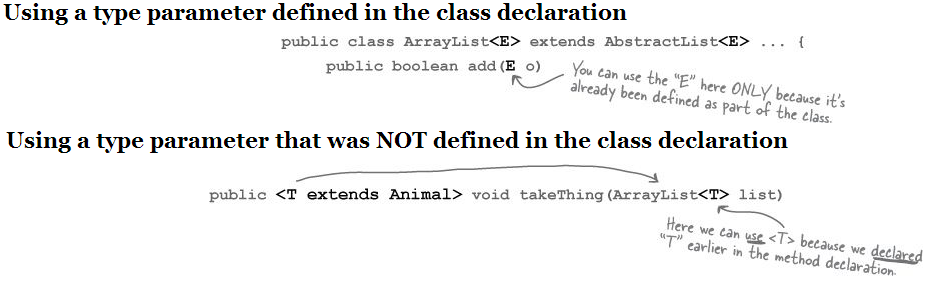 Using a type parameter defined in the class declaration
public class ArrayList<E> extends AbstractList<E> ... {
public boolean add(E o)
You can use the "E" here ONLY because it's
already been defined as part of the class.
Using a type parameter that was NOT defined in the class declaration
public <T extends Animal> void takeThing(ArrayList<T> list)
Here we can use <T> because we declared
"T" earlier in the method declaration.